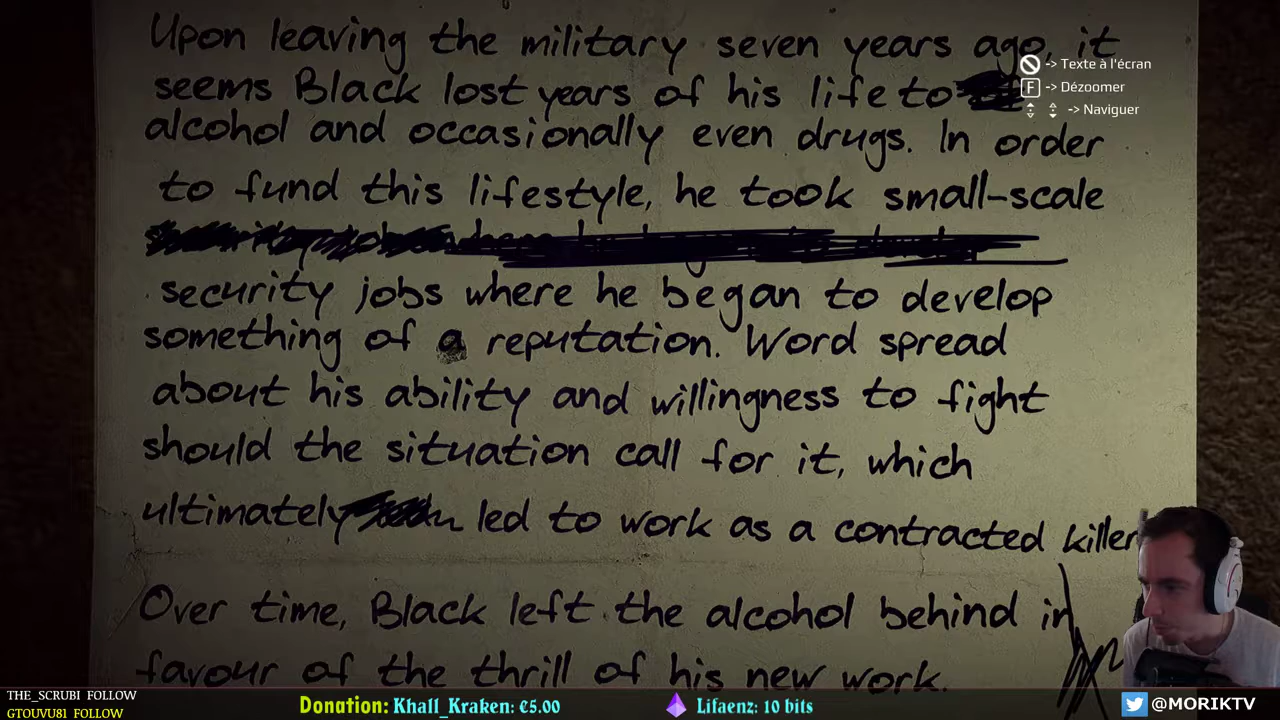 Upon leaving the military seven years ago, it
seems Black lost years of his life to
alcohol and occasionally even drugs. In order
to fund this lifestyle, he took small-scale
security jobs where he began to develop
something of a reputation. Word spread
about his ability and willingness to fight
should the situation call for it, which
ultimately led to work as a contracted killer
Over time, Black left the alcohol behind in
favour of the thrill of his new work.
-> Texte à l'écran
F -> Dézoomer
-> Naviguer
THE_SCRUBI FOLLOW
GTOUVU81 FOLLOW
Donation: Khall_Kraken: €5.00
Lifaenz: 10 bits
@MORIKTV